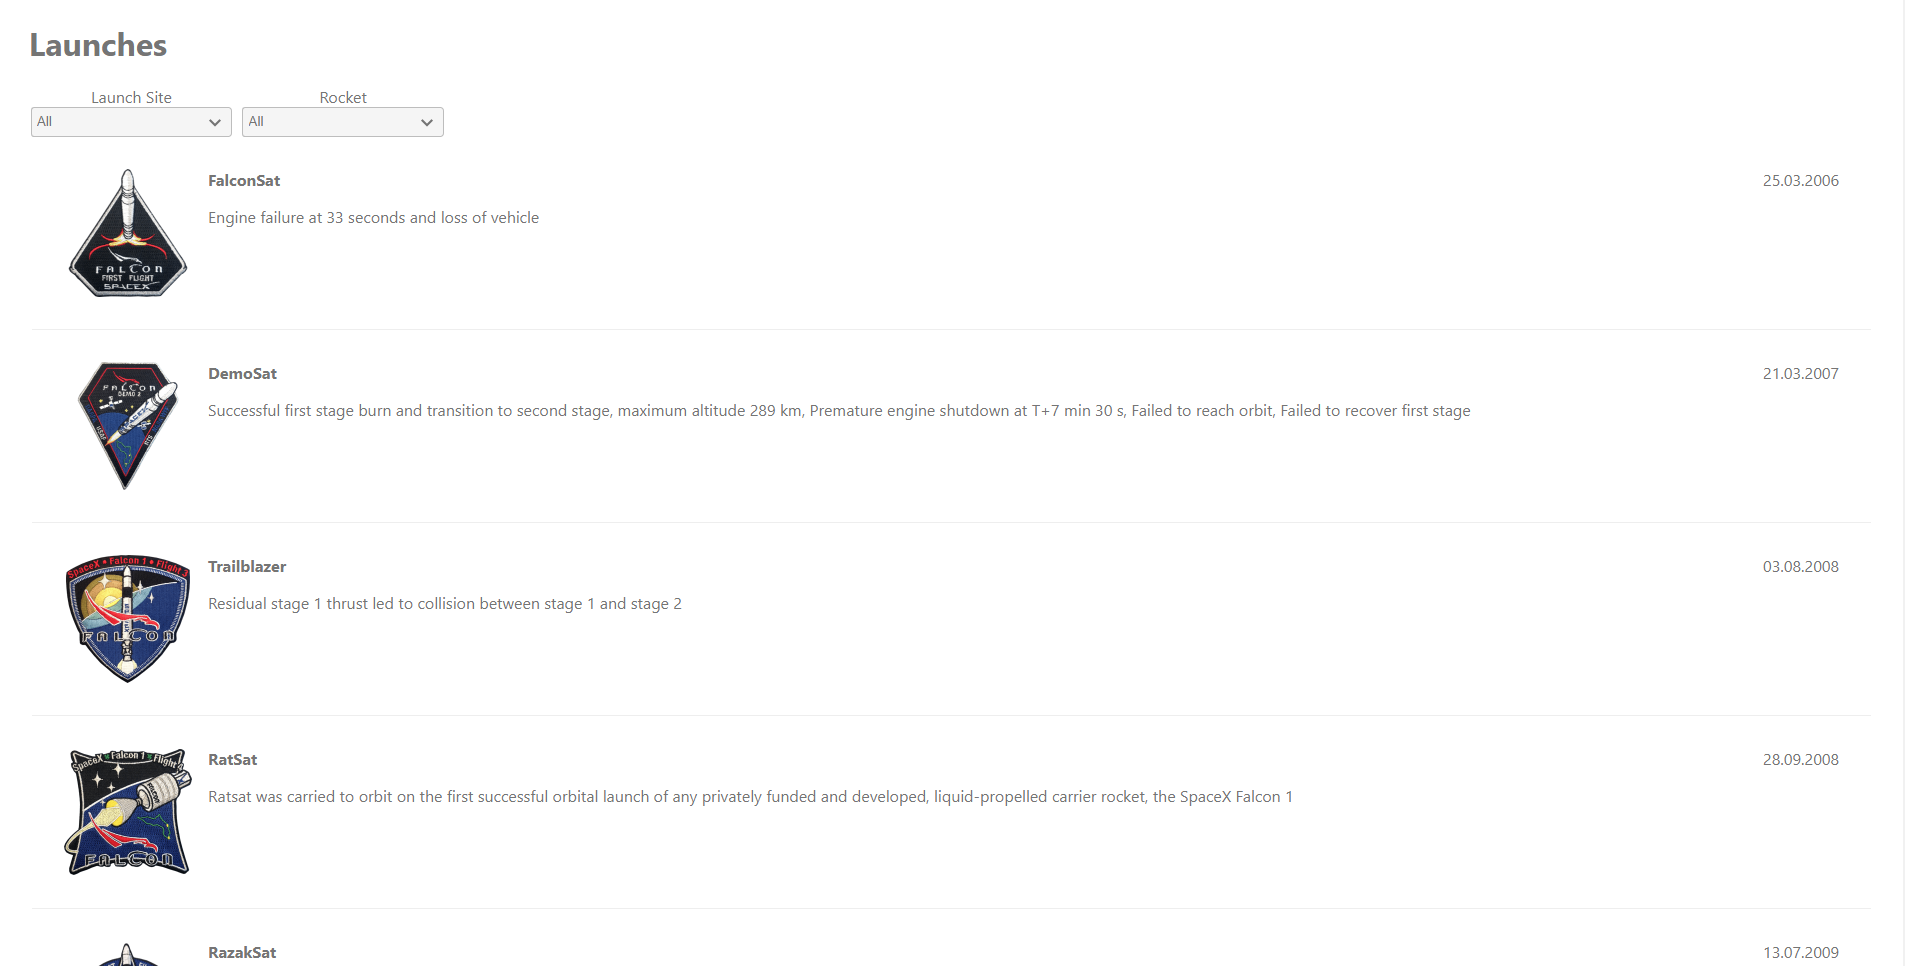 Launches
Launch Site
Rocket
All
All
FalconSat
25.03.2006
Engine failure at 33 seconds and loss of vehicle
FALCON
FIRST FLIGHT
SPACEX
DemoSat
21.03.2007
Successful first stage burn and transition to second stage, maximum altitude 289 km, Premature engine shutdown at T+7 min 30 s, Failed to reach orbit, Failed to recover first stage
FALCON
DEMO 2
Trailblazer
03.08.2008
SpaceX • Falcon 1 • Flight 3
Residual stage 1 thrust led to collision between stage 1 and stage 2
FALCON
RatSat
28.09.2008
SpaceX Falcon 1 Flight 4
Ratsat was carried to orbit on the first successful orbital launch of any privately funded and developed, liquid-propelled carrier rocket, the SpaceX Falcon 1
FALCON
RazakSat
13.07.2009